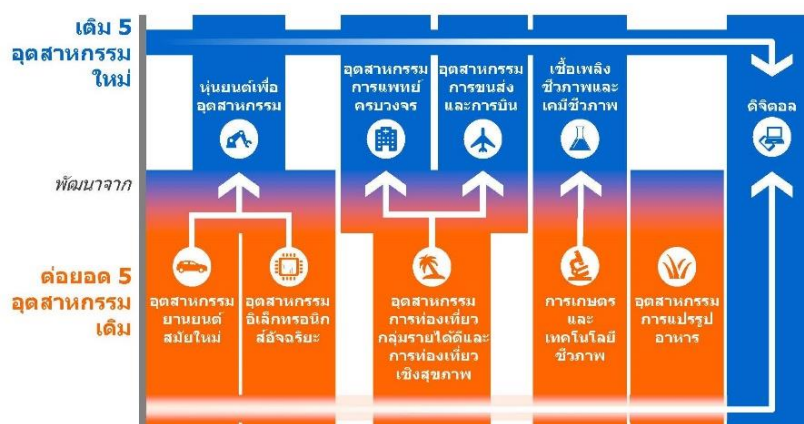 เติม 5
อุตสาหกรรม
ใหม่
หุ่นยนต์เพื่อ
อุตสาหกรรม
อุตสาหกรรม
การแพทย์
ครบวงจร
อุตสาหกรรม
การขนส่ง
และการบิน
เชื้อเพลิง
ชีวภาพและ
เคมีชีวภาพ
ดิจิตอล
พัฒนาจาก
ต่อยอด 5
อุตสาหกรรม
เดิม
อุตสาหกรรม
ยานยนต์
สมัยใหม่
อุตสาหกรรม
อิเล็กทรอนิก
ส์อัจฉริยะ
อุตสาหกรรม
การท่องเที่ยว
กลุ่มรายได้ดีและ
การท่องเที่ยว
เชิงสุขภาพ
การเกษตร
และ
เทคโนโลยี
ชีวภาพ
อุตสาหกรรม
การแปรรูป
อาหาร